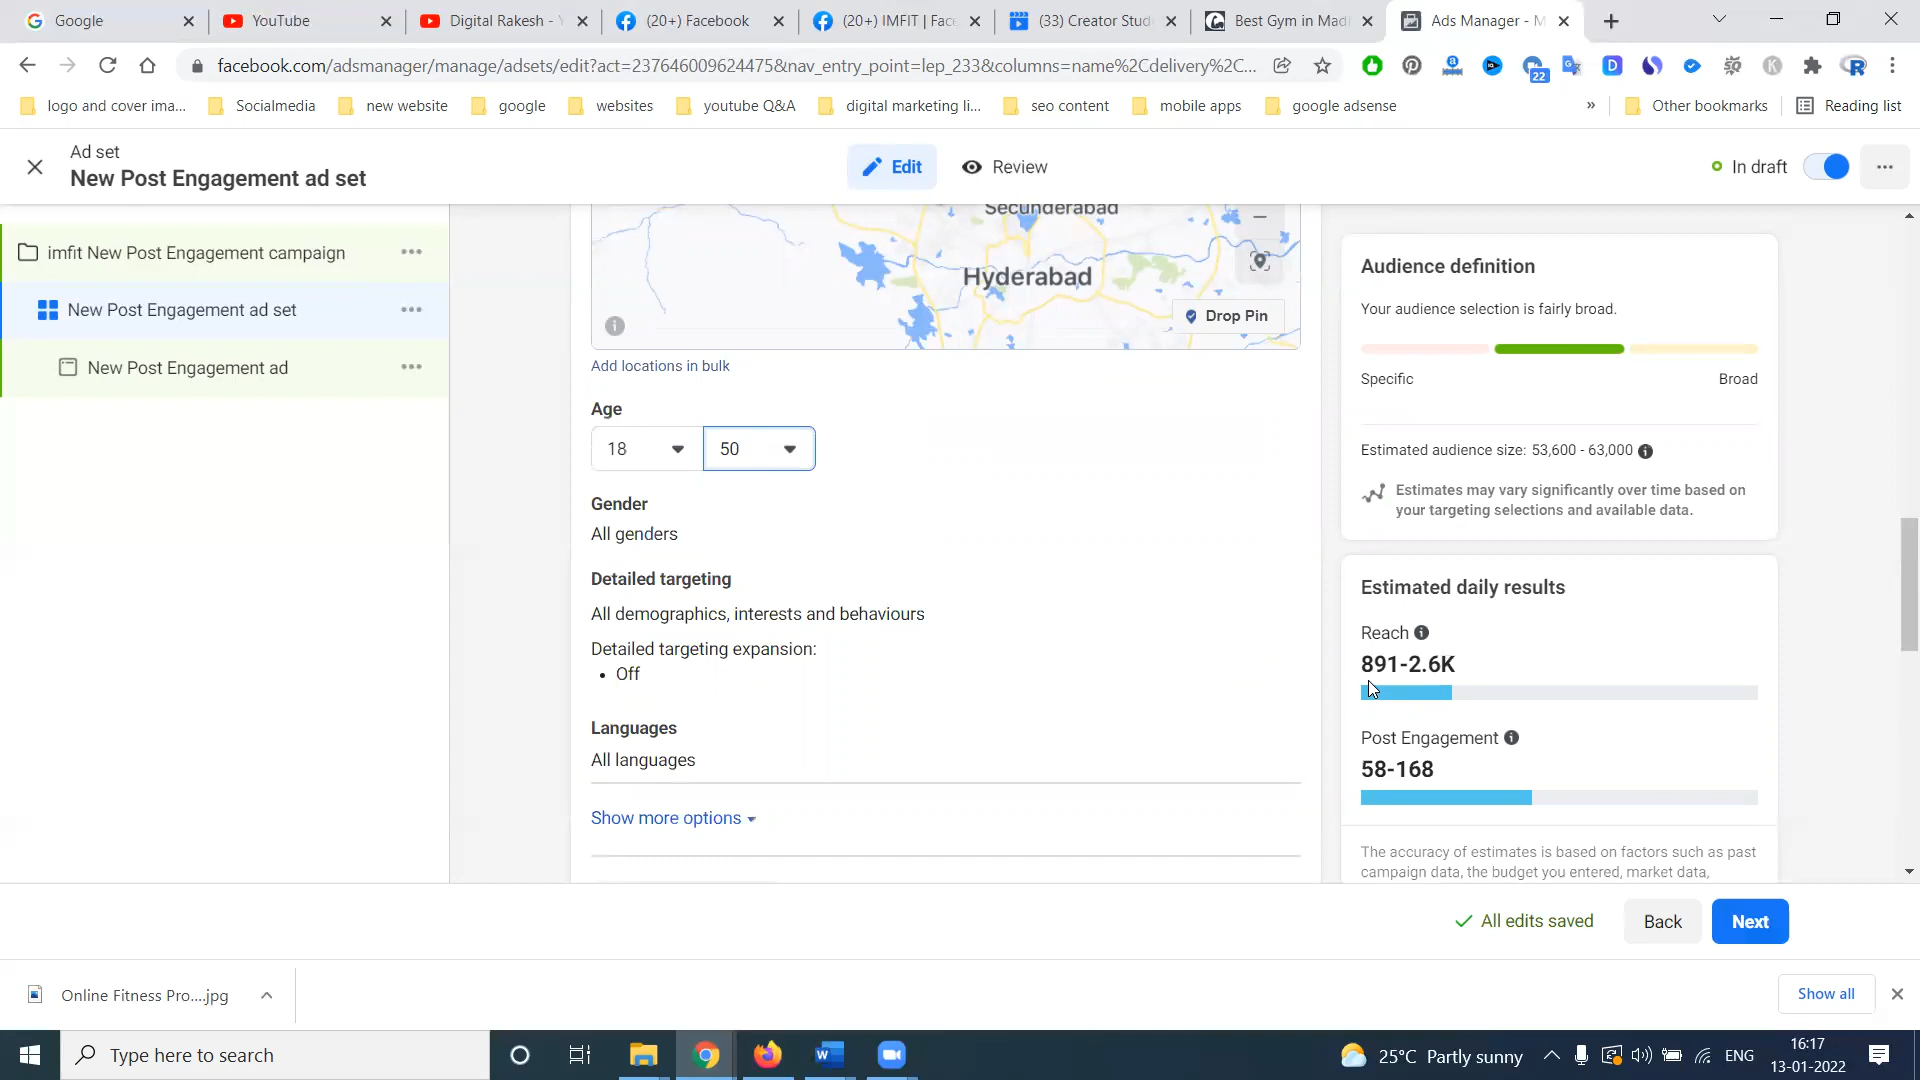 Google
YouTube
Digital Rakesh - Y
(20+) Facebook
(20+) IMFIT | Face
(33) Creator Studi
Best Gym in Madh
Ads Manager - M
facebook.com/adsmanager/manage/adsets/edit?act=237646009624475&nav_entry_point=lep_233&columns=name%2Cdelivery%2C...
22
logo and cover ima...
Socialmedia
new website
google
websites
youtube Q&A
digital marketing li...
seo content
mobile apps
google adsense
»
Other bookmarks
Reading list
Ad set
New Post Engagement ad set
Edit
Review
In draft
imfit New Post Engagement campaign
New Post Engagement ad set
New Post Engagement ad
Secunderabad
Hyderabad
Drop Pin
Add locations in bulk
Age
18
50
Gender
All genders
Detailed targeting
All demographics, interests and behaviours
Detailed targeting expansion:
• Off
Languages
All languages
Show more options
Audience definition
Your audience selection is fairly broad.
Specific
Broad
Estimated audience size: 53,600 - 63,000
Estimates may vary significantly over time based on
your targeting selections and available data.
Estimated daily results
Reach
891-2.6K
Post Engagement
58-168
The accuracy of estimates is based on factors such as past
campaign data, the budget you entered, market data,
All edits saved
Back
Next
Online Fitness Pro....jpg
Show all
Type here to search
25°C Partly sunny
ENG
16:17
13-01-2022